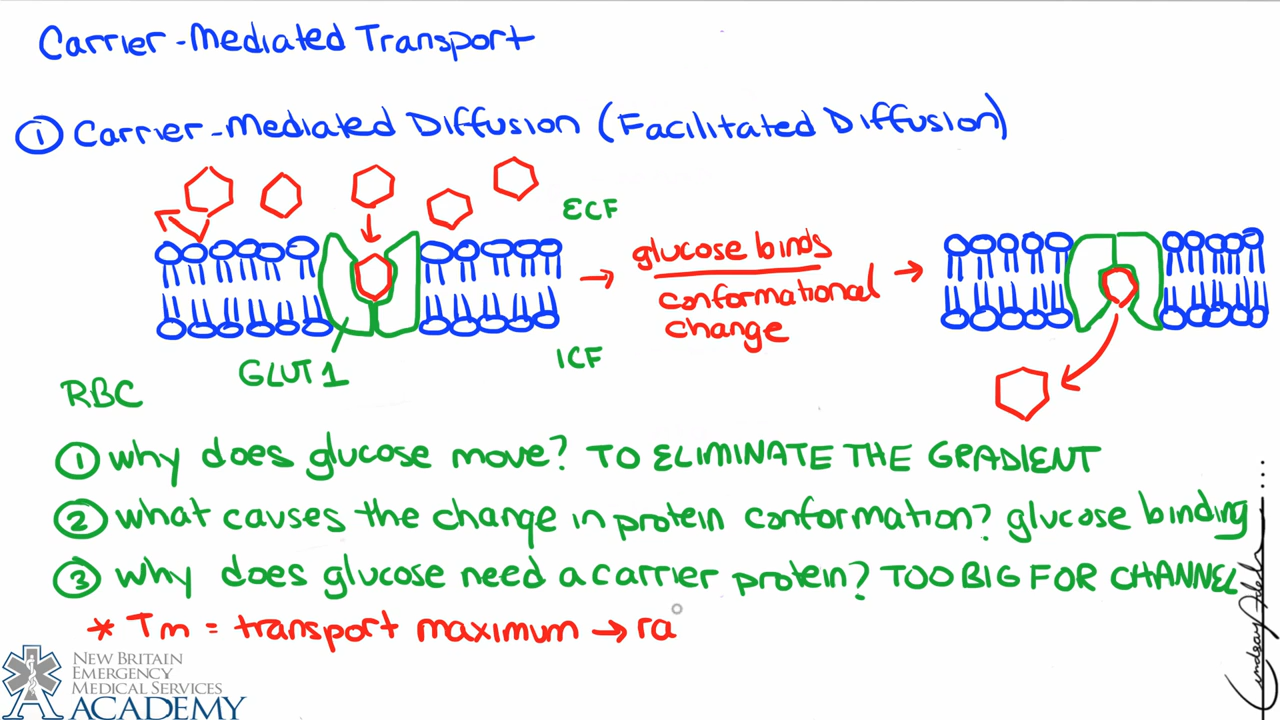 Carrier-Mediated Transport
① Carrier-Mediated Diffusion (Facilitated Diffusion)
ECF
glucose binds
conformational
change
GLUT 1
ICF
RBC
① why does glucose move? TO ELIMINATE THE GRADIENT
② what causes the change in protein conformation? glucose binding
③ why does glucose need a carrier protein? TOO BIG FOR CHANNEL
* Tm = transport maximum → ra
NEW BRITAIN
EMERGENCY
MEDICAL SERVICES
ACADEMY